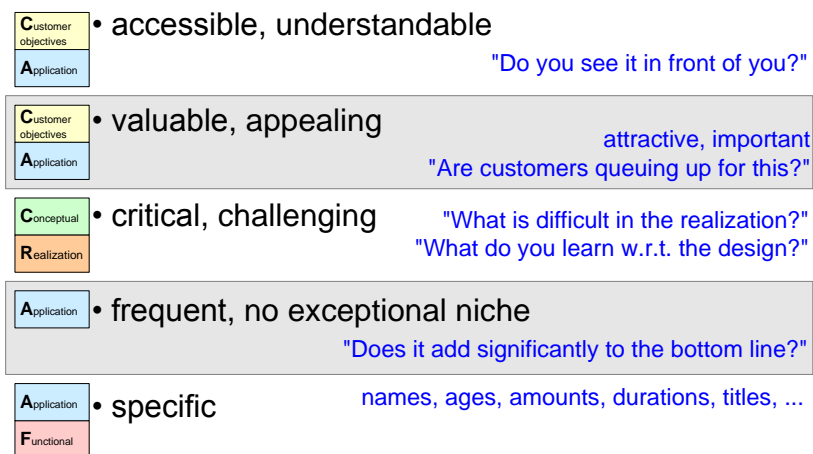 Customer
objectives
Application
• accessible, understandable
"Do you see it in front of you?"
Customer
objectives
Application
• valuable, appealing
attractive, important
"Are customers queuing up for this?"
Conceptual
Realization
• critical, challenging
"What is difficult in the realization?"
"What do you learn w.r.t. the design?"
Application
• frequent, no exceptional niche
"Does it add significantly to the bottom line?"
Application
Functional
• specific
names, ages, amounts, durations, titles, ...